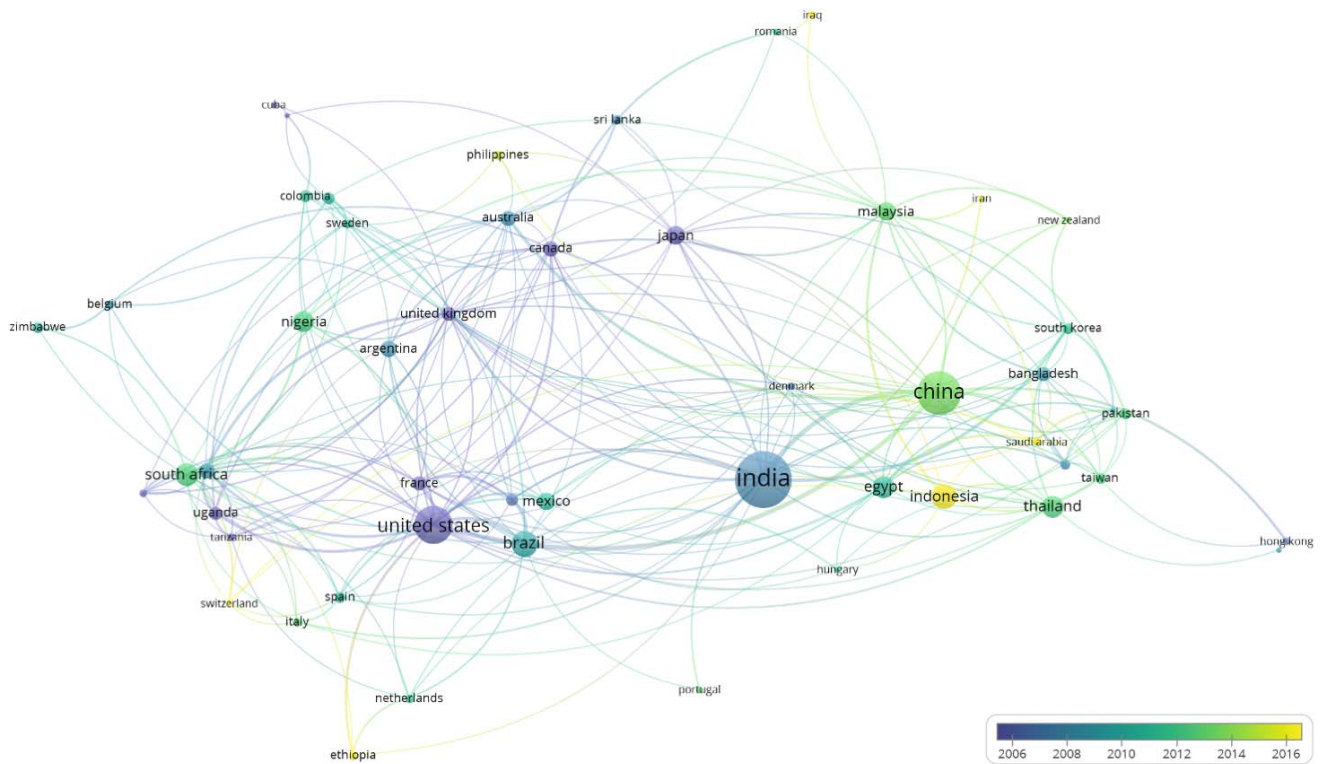 iraq
romania
cuba
sri lanka
philippines
colombia
sweden
australia
malaysia
iran
new zealand
canada
japan
belgium
zimbabwe
nigeria
united kingdom
argentina
south korea
bangladesh
denmark
china
pakistan
saudi arabia
south africa
france
india
taiwan
egypt
indonesia
thailand
mexico
uganda
united states
tanzania
brazil
hong kong
hungary
switzerland
spain
italy
netherlands
portugal
ethiopia
2006 2008 2010 2012 2014 2016